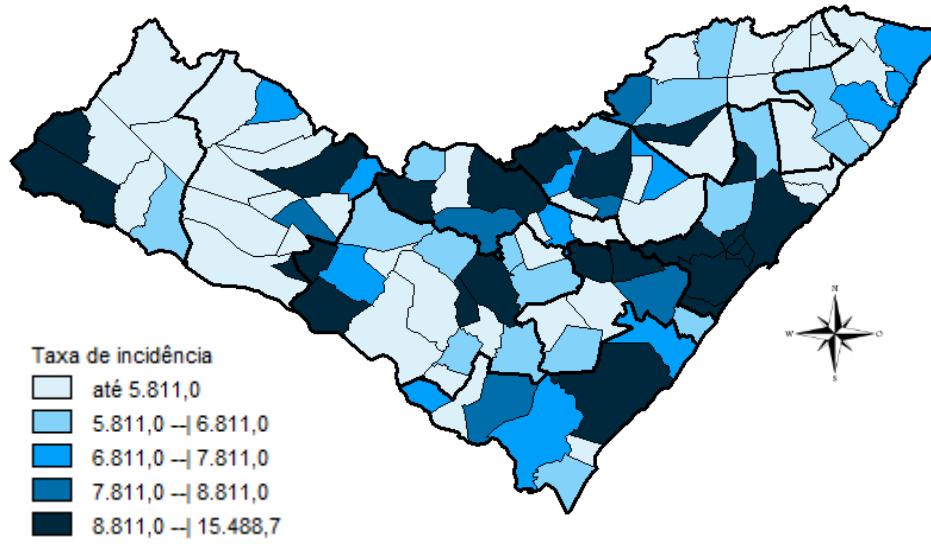 N
W
O
S
Taxa de incidência
até 5.811,0
5.811,0 --| 6.811,0
6.811,0 --| 7.811,0
7.811,0 --| 8.811,0
8.811,0 --| 15.488,7